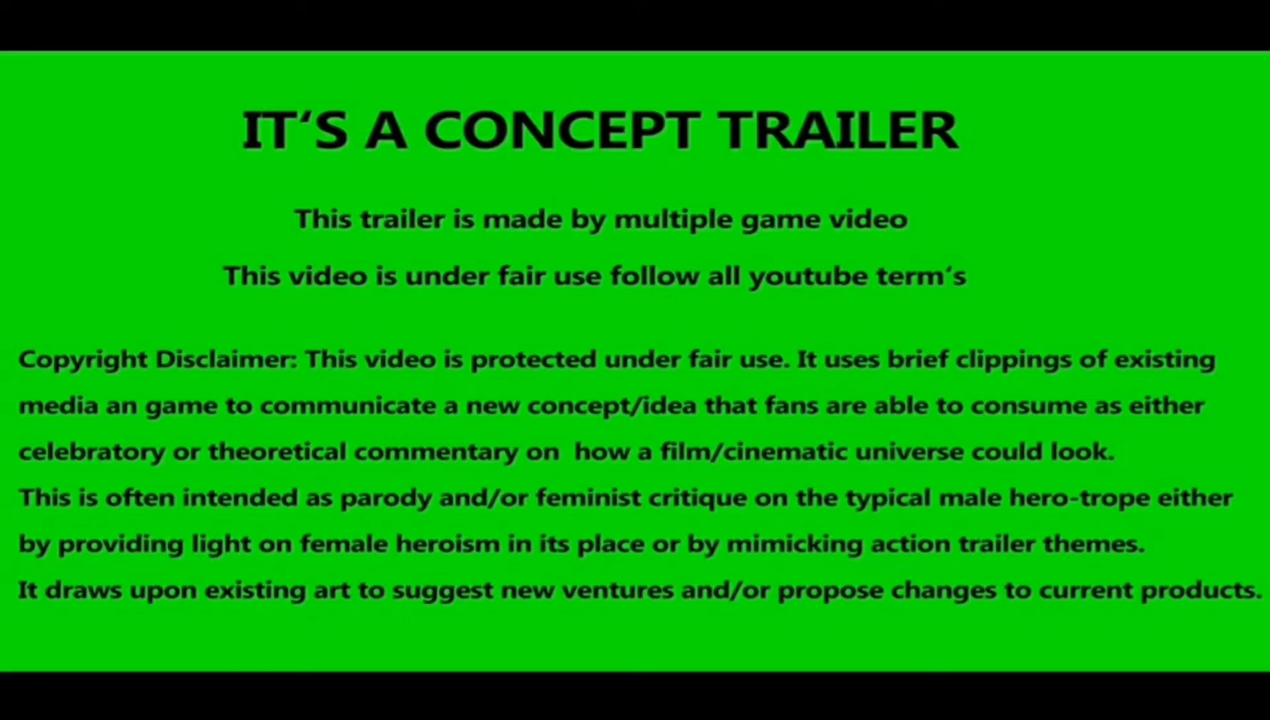 IT‘S A CONCEPT TRAILER
This trailer is made by multiple game video
This video is under fair use follow all youtube term‘s
Copyright Disclaimer: This video is protected under fair use. It uses brief clippings of existing
media an game to communicate a new concept/idea that fans are able to consume as either
celebratory or theoretical commentary on how a film/cinematic universe could look.
This is often intended as parody and/or feminist critique on the typical male hero-trope either
by providing light on female heroism in its place or by mimicking action trailer themes.
It draws upon existing art to suggest new ventures and/or propose changes to current products.